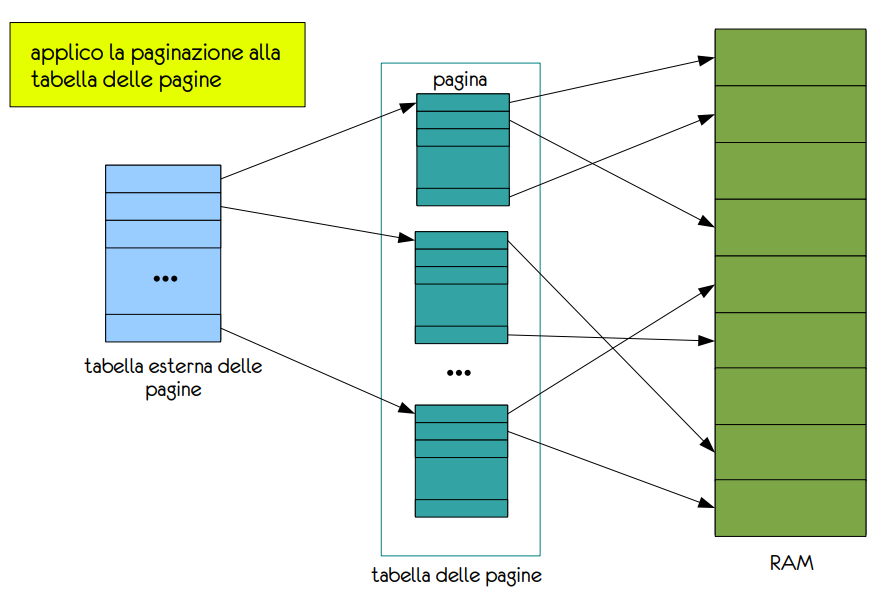 applico la paginazione alla
tabella delle pagine
pagina
•••
tabella esterna delle
pagine
•••
tabella delle pagine
RAM